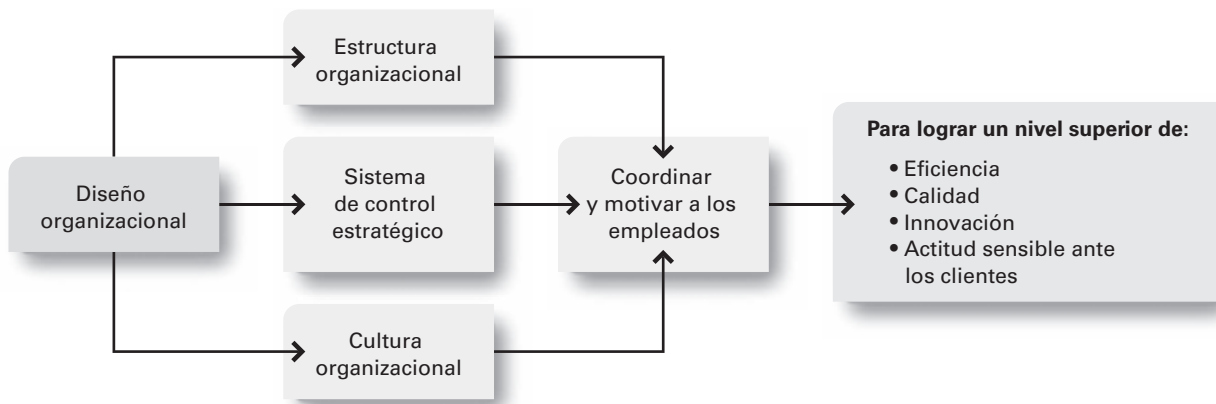 Diseño
organizacional
Estructura
organizacional
Sistema
de control
estratégico
Cultura
organizacional
Coordinar
y motivar a los
empleados
Para lograr un nivel superior de:
• Eficiencia
• Calidad
• Innovación
• Actitud sensible ante
los clientes